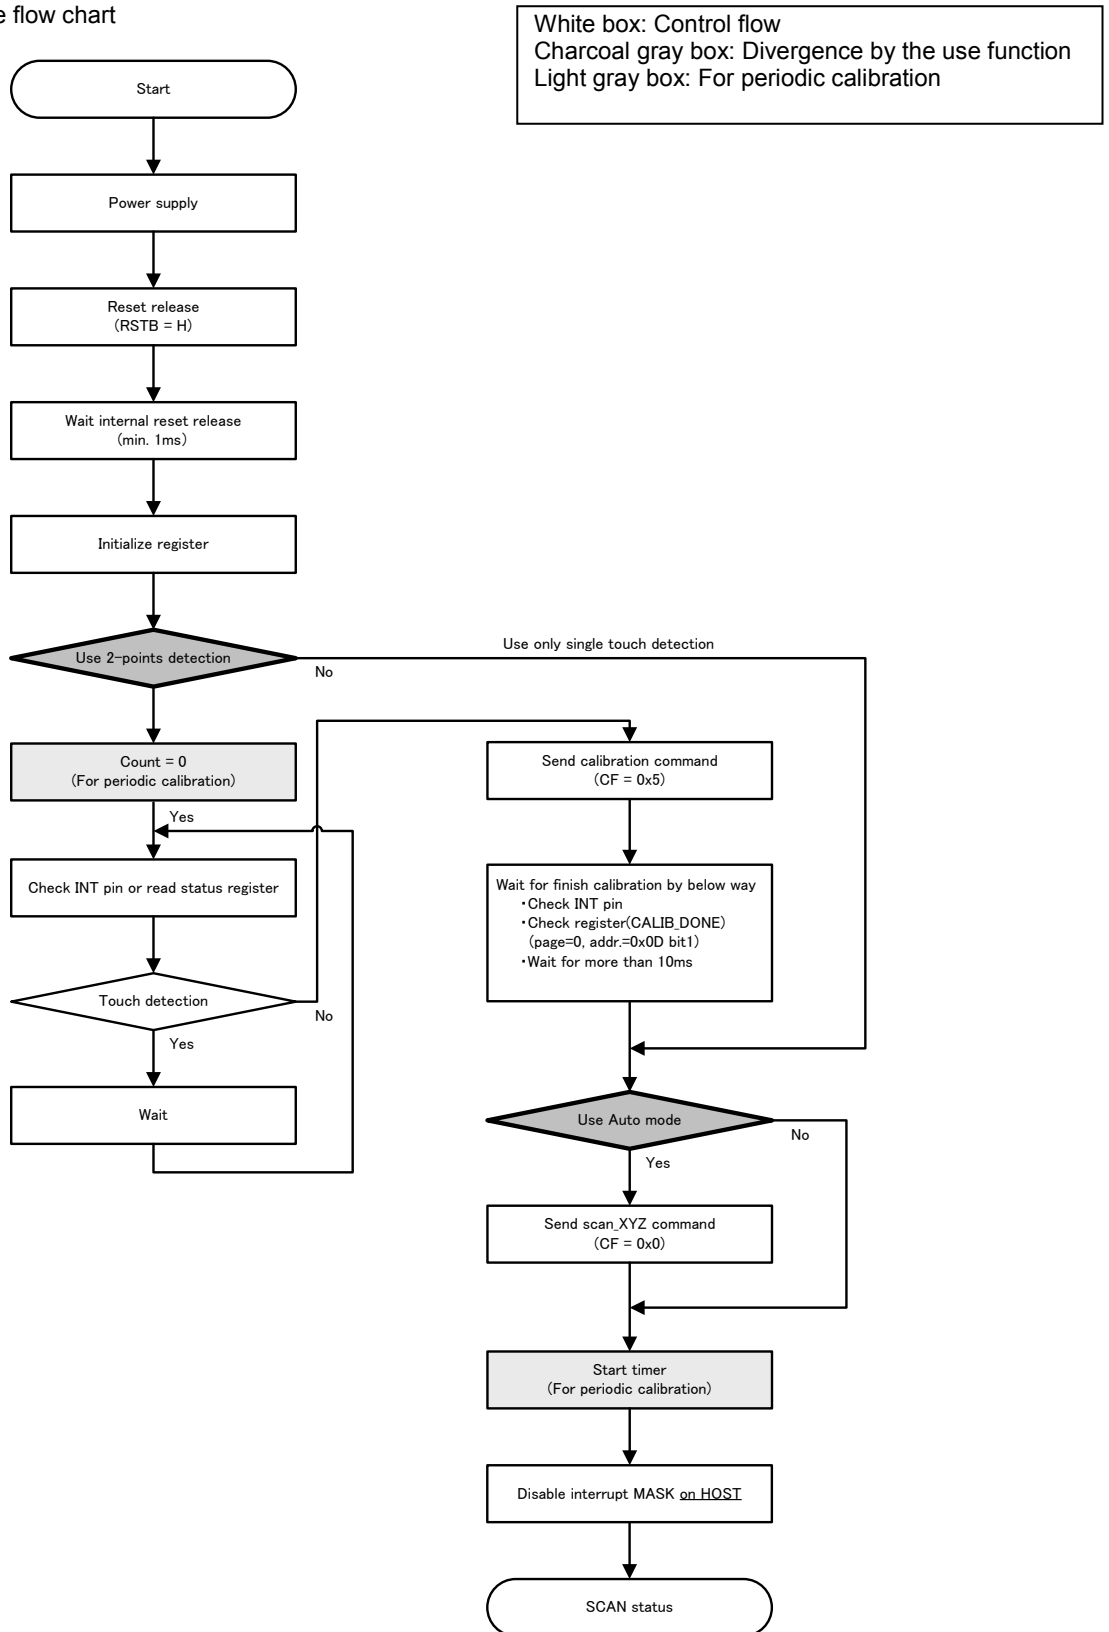 e flow chart
White box: Control flow
Charcoal gray box: Divergence by the use function
Light gray box: For periodic calibration
Start
Power supply
Reset release
(RSTB = H)
Wait internal reset release
(min. 1ms)
Initialize register
Use 2-points detection
No
Use only single touch detection
Count = 0
(For periodic calibration)
Yes
Check INT pin or read status register
Touch detection
No
Yes
Wait
Send calibration command
(CF = 0x5)
Wait for finish calibration by below way
・Check INT pin
・Check register(CALIB_DONE)
(page=0, addr.=0x0D bit1)
・Wait for more than 10ms
Use Auto mode
No
Yes
Send scan_XYZ command
(CF = 0x0)
Start timer
(For periodic calibration)
Disable interrupt MASK on HOST
SCAN status